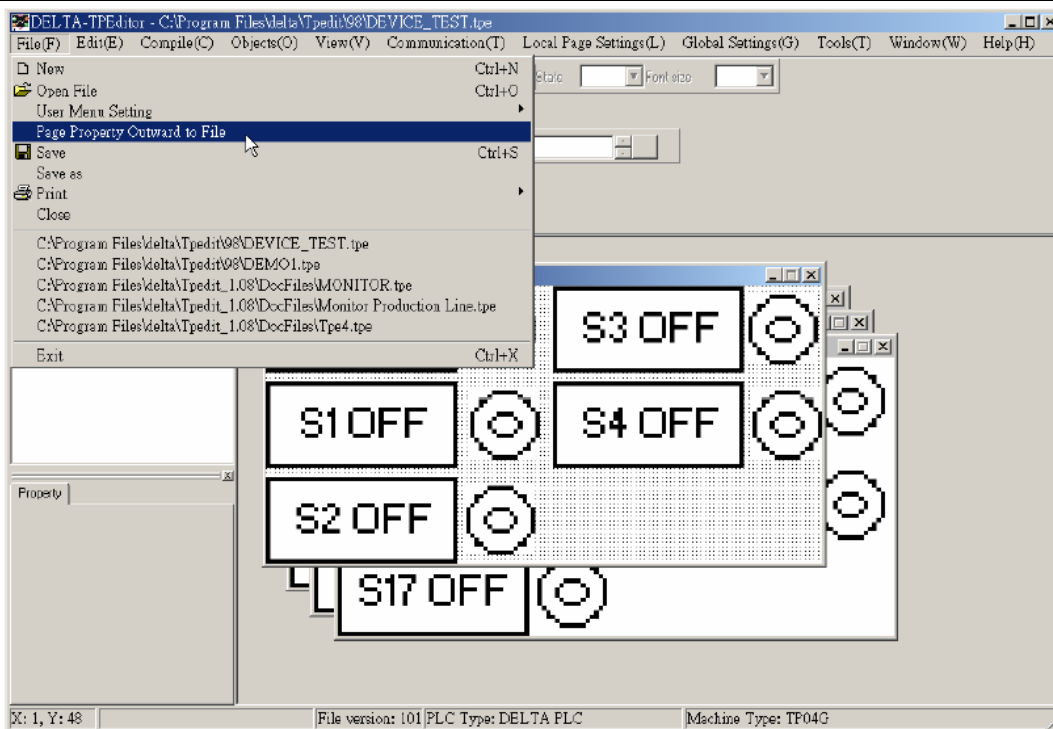 DELTA-TPEditor - C:\Program Files\delta\Tpedit\98\DEVICE_TEST.tpe
File(F) Edit(E) Compile(C) Objects(O) View(V) Communication(T) Local Page Settings(L) Global Settings(G) Tools(T) Window(W) Help(H)
New Ctrl+N
State Font size
Open File Ctrl+O
User Menu Setting
Page Property Outward to File
Save Ctrl+S
Save as
Print
Close
C:\Program Files\delta\Tpedit\98\DEVICE_TEST.tpe
C:\Program Files\delta\Tpedit\98\DEMO1.tpe
C:\Program Files\delta\Tpedit_1.08\DocFiles\MONITOR.tpe
C:\Program Files\delta\Tpedit_1.08\DocFiles\Monitor Production Line.tpe
C:\Program Files\delta\Tpedit_1.08\DocFiles\Tpe4.tpe
Exit Ctrl+X
S3 OFF
S1 OFF
S4 OFF
S2 OFF
S17 OFF
Property
X: 1, Y: 48
File version: 101
PLC Type: DELTA PLC
Machine Type: TP04G